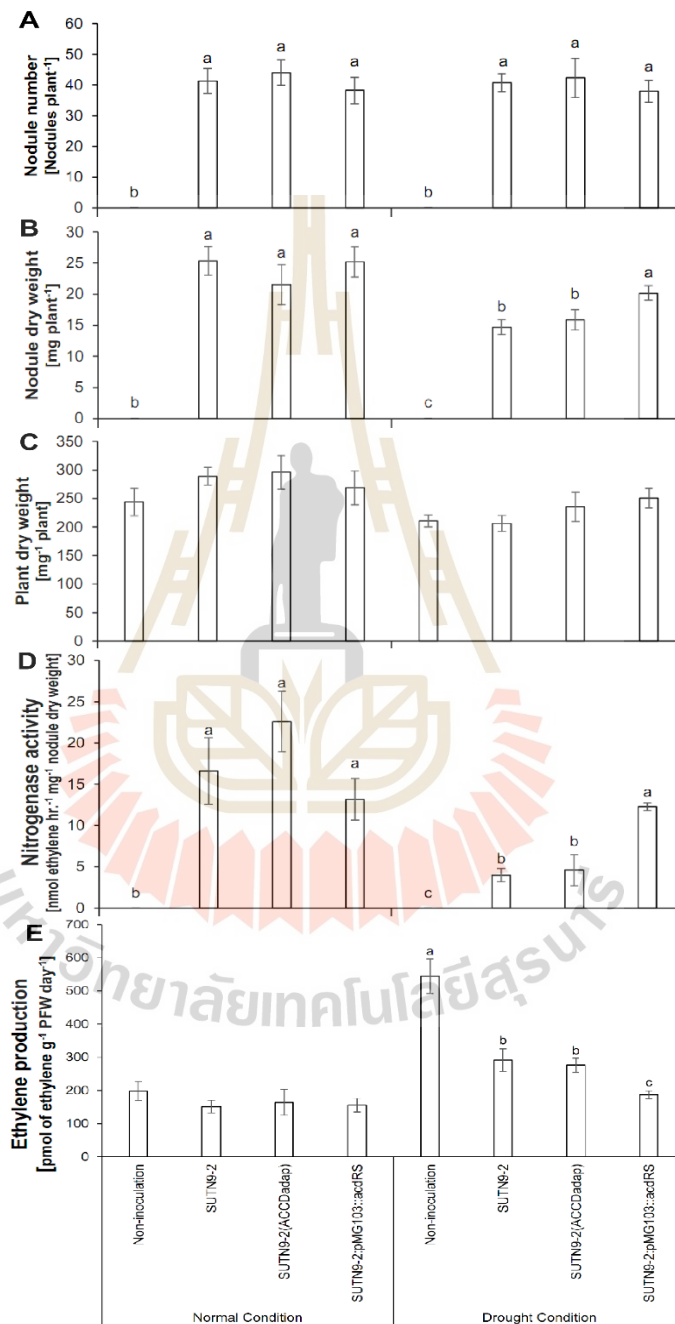 A
Nodule number
[Nodules plant-1]
60
50
40
30
20
10
0
b
a
a
a
b
a
a
a
B
Nodule dry weight
[mg plant-1]
30
25
20
15
10
5
0
b
a
a
a
c
b
b
a
C
Plant dry weight
[mg-1 plant]
350
300
250
200
150
100
50
0
D
Nitrogenase activity
[nmol ethylene hr.-1 mg-1 nodule dry weight]
30
25
20
15
10
5
0
b
a
a
a
c
b
b
a
E
Ethylene production
[pmol of ethylene g-1 PFW day-1]
700
600
500
400
300
200
100
0
a
b
b
c
Non-inoculation
SUTN9-2
SUTN9-2(ACCDadap)
SUTN9-2:pMG103::acdRS
Non-inoculation
SUTN9-2
SUTN9-2(ACCDadap)
SUTN9-2:pMG103::acdRS
Normal Condition
Drought Condition
มหาวิทยาลัยเทคโนโลยีสุรนารี